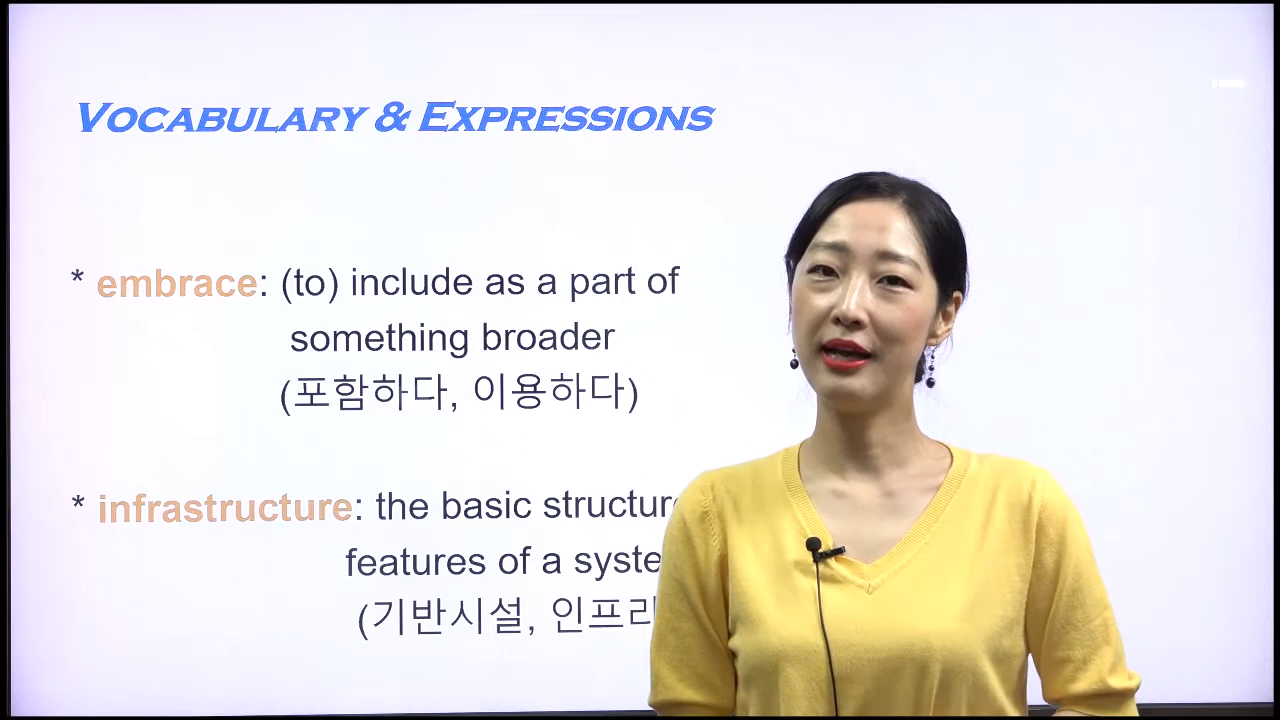 VOCABULARY & EXPRESSIONS
* embrace: (to) include as a part of
something broader
(포함하다, 이용하다)
* infrastructure: the basic
features of a
(기반시설,